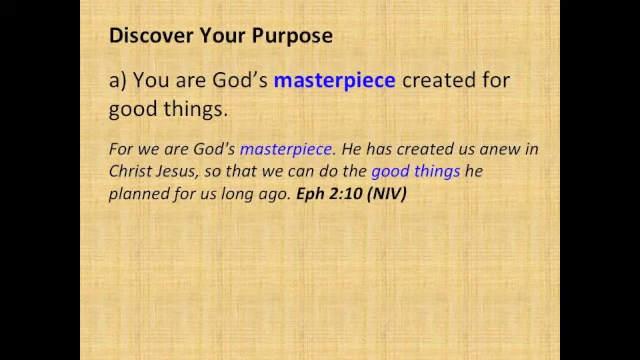 Discover Your Purpose
a) You are God's masterpiece created for
good things.
For we are God's masterpiece. He has created us anew in
Christ Jesus, so that we can do the good things he
planned for us long ago. Eph 2:10 (NIV)